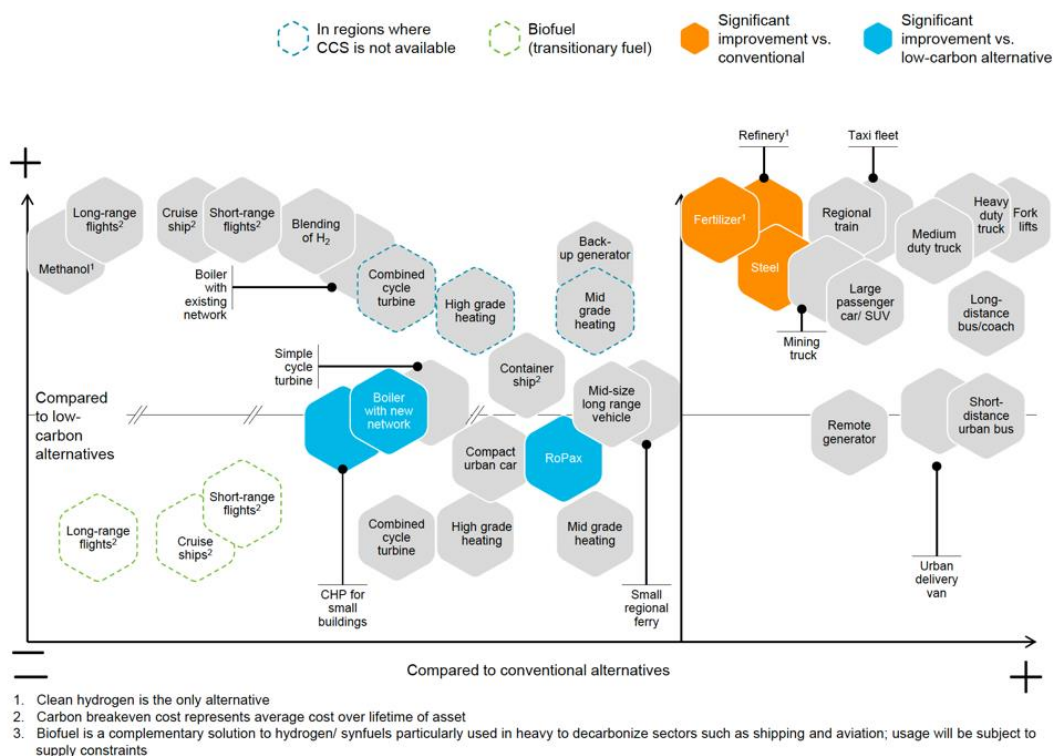 In regions where
CCS is not available
Biofuel
(transitionary fuel)
Significant
improvement vs.
conventional
Significant
improvement vs.
low-carbon alternative
Refinery1
Taxi fleet
Long-range
flights2
Cruise
ship2
Short-range
flights2
Blending
of H2
Methanol1
Boiler
with
existing
network
Combined
cycle
turbine
High grade
heating
Back-
up generator
Mid
grade
heating
Fertilizer1
Steel
Regional
train
Medium
duty truck
Heavy
duty
truck
Fork
lifts
Large
passenger
car/ SUV
Long-
distance
bus/coach
Mining
truck
Simple
cycle
turbine
Container
ship2
Mid-size
long range
vehicle
Boiler
with new
network
Compared
to low-
carbon
alternatives
Compact
urban car
RoPax
Remote
generator
Short-
distance
urban bus
Long-range
flights2
Cruise
ships2
Short-range
flights2
Combined
cycle
turbine
High grade
heating
Mid grade
heating
CHP for
small
buildings
Small
regional
ferry
Urban
delivery
van
Compared to conventional alternatives
1. Clean hydrogen is the only alternative
2. Carbon breakeven cost represents average cost over lifetime of asset
3. Biofuel is a complementary solution to hydrogen/ synfuels particularly used in heavy to decarbonize sectors such as shipping and aviation; usage will be subject to
supply constraints